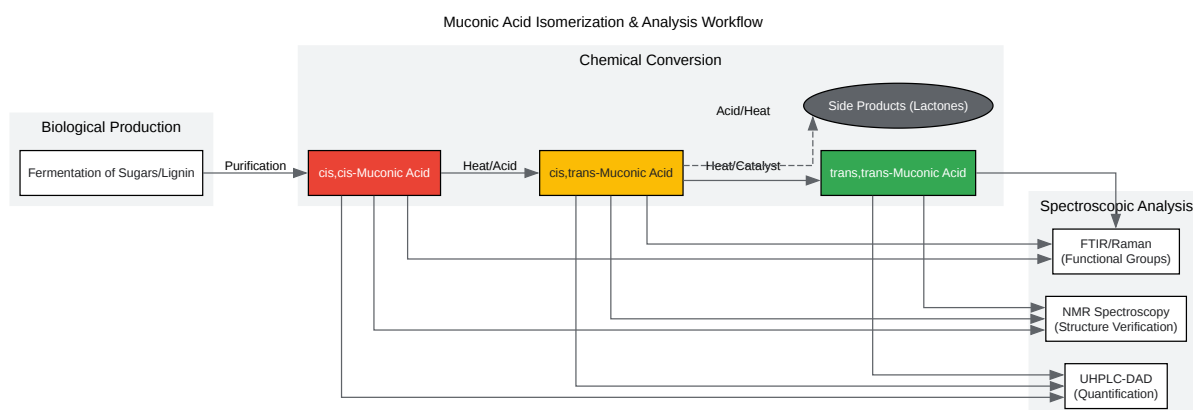 Muconic Acid Isomerization & Analysis Workflow
Chemical Conversion
Biological Production
Fermentation of Sugars/Lignin
Purification
cis,cis-Muconic Acid
Heat/Acid
cis,trans-Muconic Acid
Acid/Heat
Side Products (Lactones)
Heat/Catalyst
trans,trans-Muconic Acid
Spectroscopic Analysis
FTIR/Raman
(Functional Groups)
NMR Spectroscopy
(Structure Verification)
UHPLC-DAD
(Quantification)